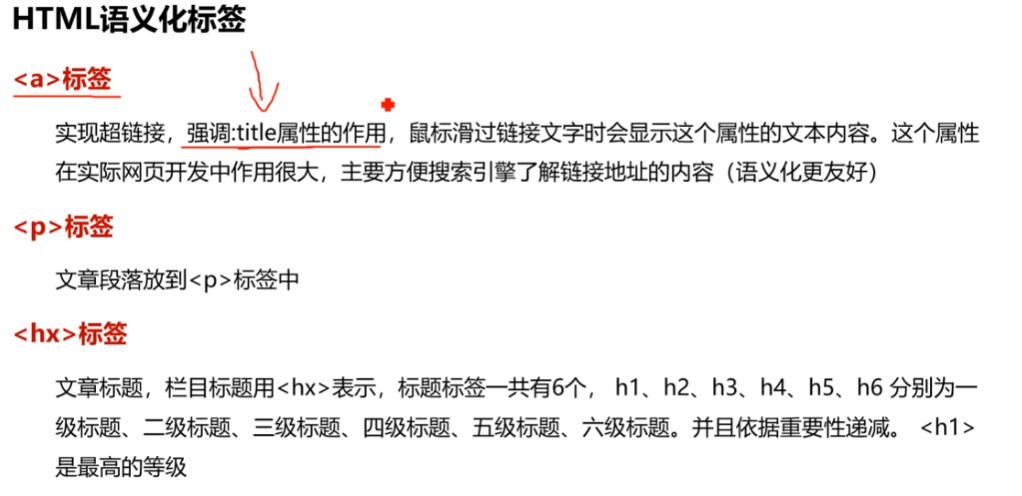 HTML语义化标签
<a>标签
实现超链接，强调:title属性的作用，鼠标滑过链接文字时会显示这个属性的文本内容。这个属性
在实际网页开发中作用很大，主要方便搜索引擎了解链接地址的内容（语义化更友好）
<p>标签
文章段落放到<p>标签中
<hx>标签
文章标题，栏目标题用<hx>表示，标题标签一共有6个， h1、h2、h3、h4、h5、h6 分别为一
级标题、二级标题、三级标题、四级标题、五级标题、六级标题。并且依据重要性递减。 <h1>
是最高的等级